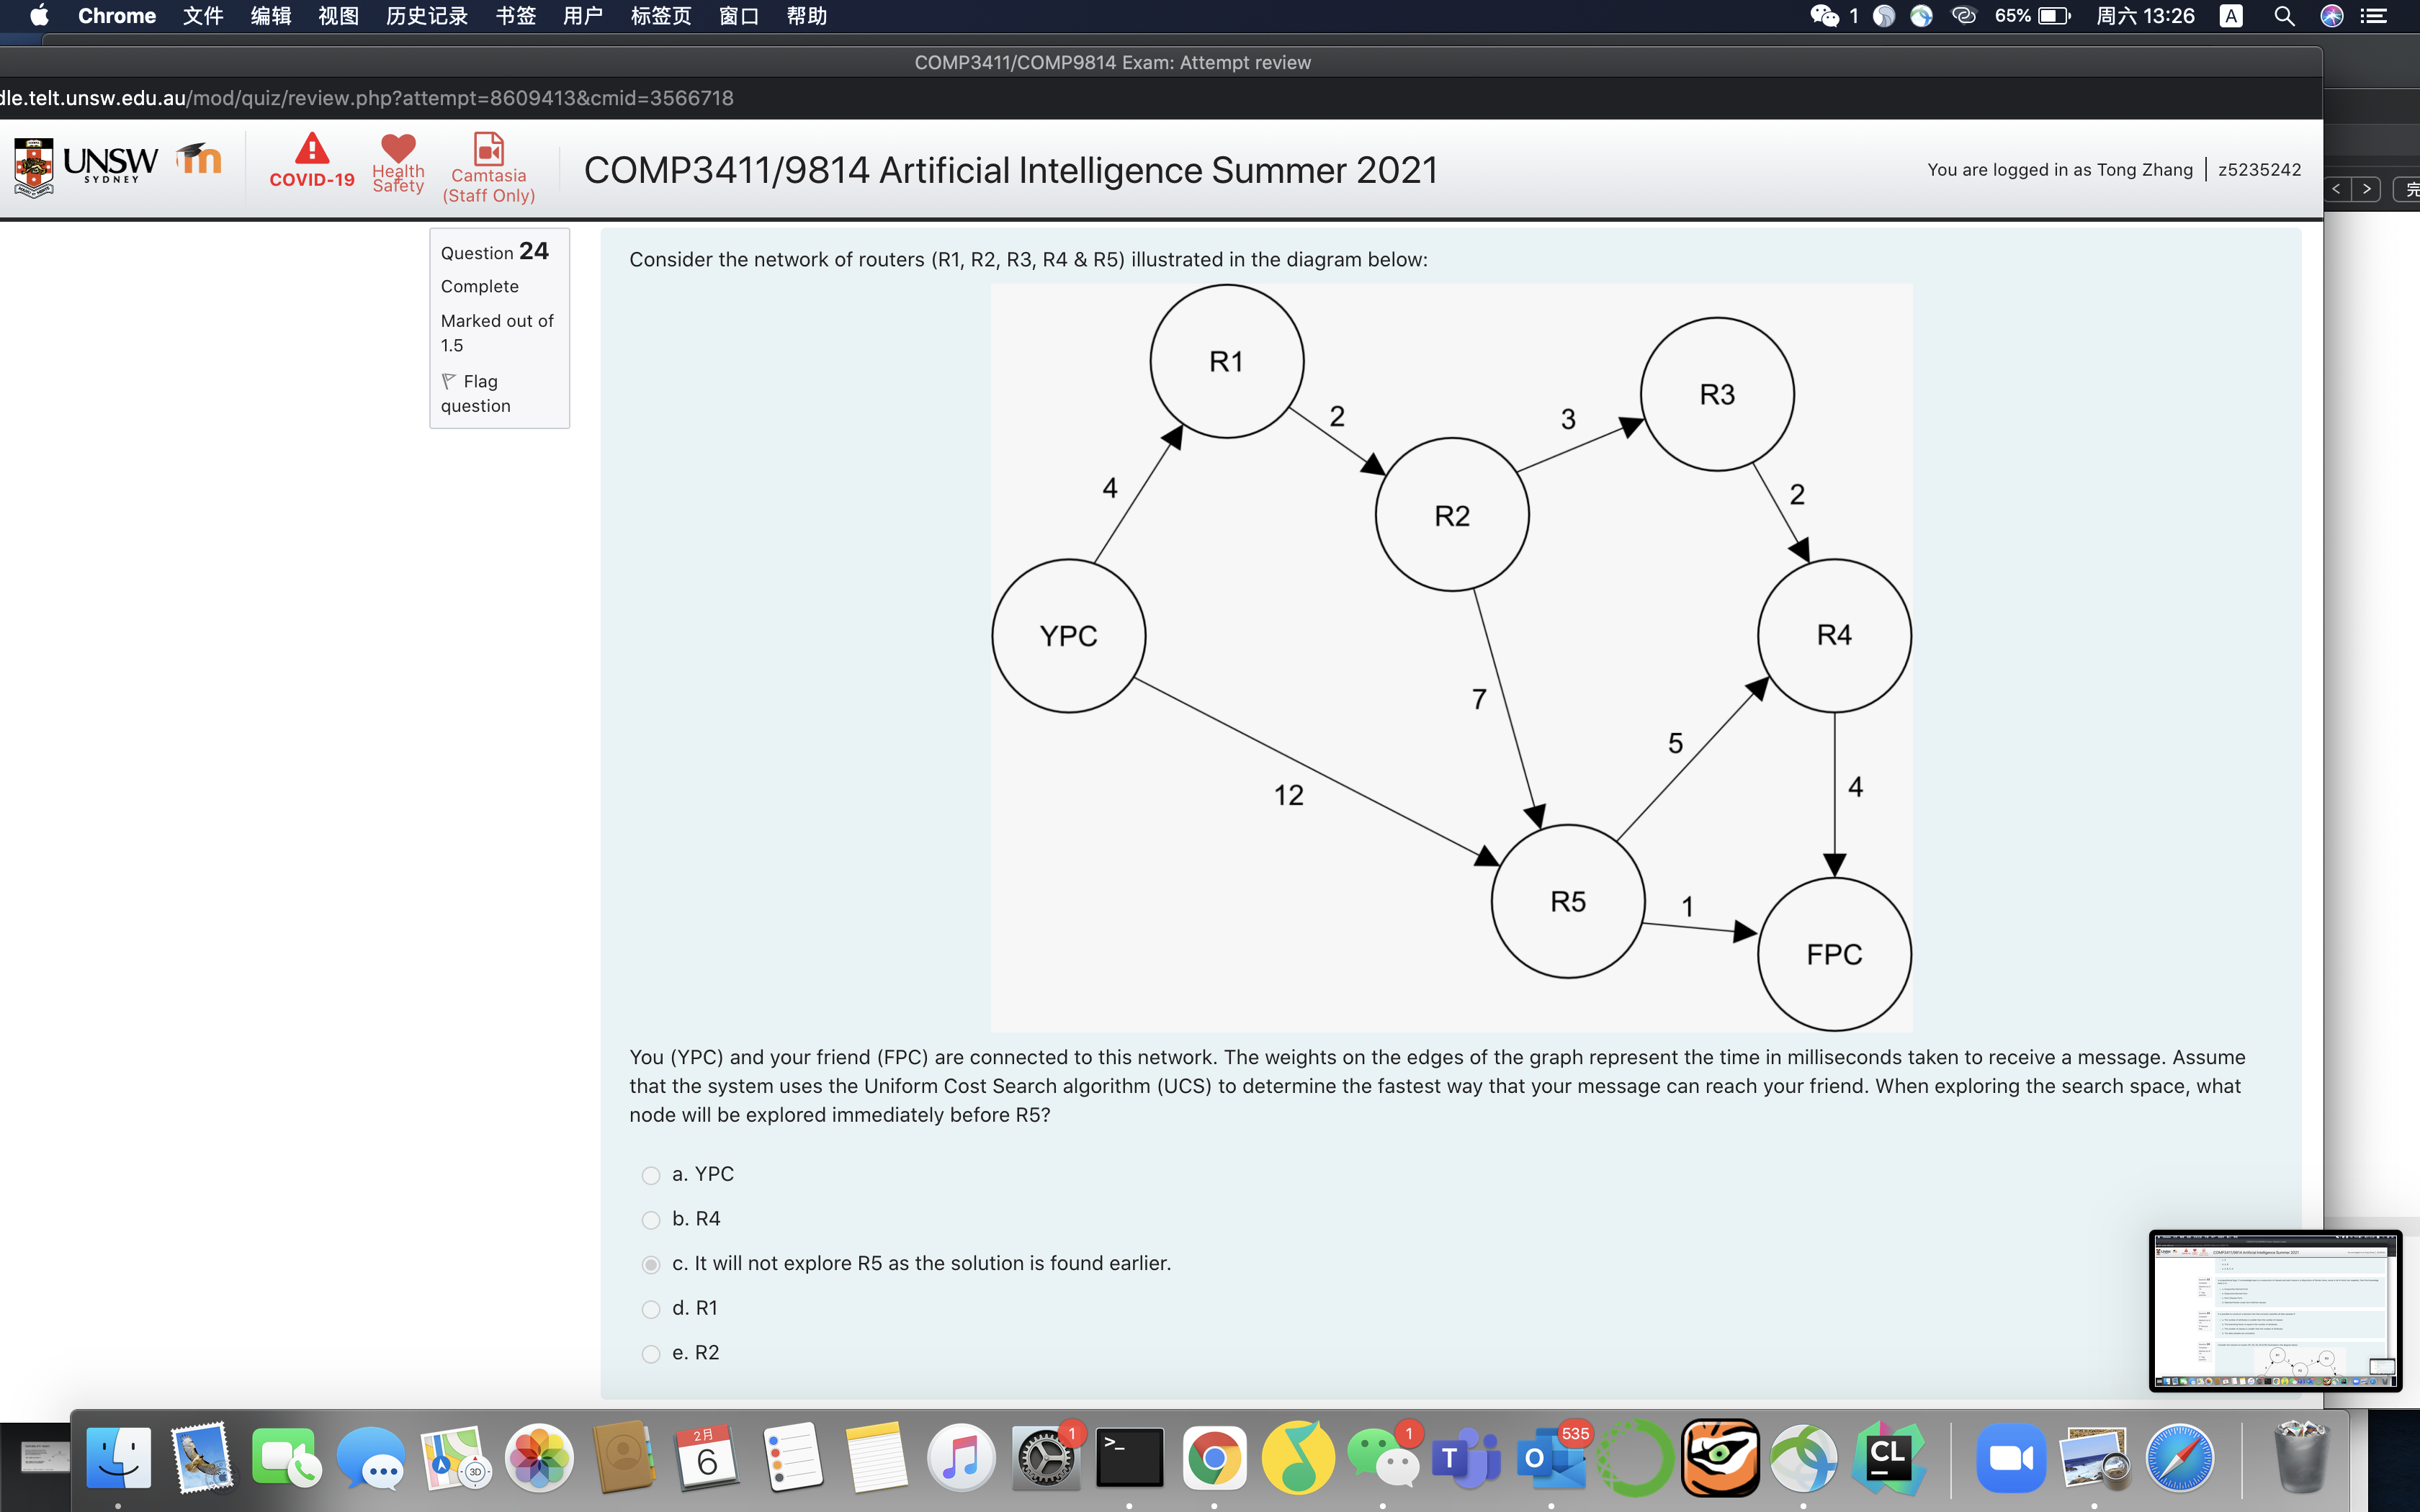 Chrome 文件 编辑 视图 历史记录 书签 用户 标签页 窗口 帮助 1 65% 周六 13:26 A
COMP3411/COMP9814 Exam: Attempt review
dle.telt.unsw.edu.au/mod/quiz/review.php?attempt=8609413&cmid=3566718
UNSW
SYDNEY
COVID-19
Health
Safety
Camtasia
(Staff Only)
COMP3411/9814 Artificial Intelligence Summer 2021
You are logged in as Tong Zhang | z5235242
< > 完
Question 24
Complete
Marked out of
1.5
Flag
question
Consider the network of routers (R1, R2, R3, R4 & R5) illustrated in the diagram below:
R1
R3
2
3
4
R2
2
YPC
R4
7
5
12
4
R5
1
FPC
You (YPC) and your friend (FPC) are connected to this network. The weights on the edges of the graph represent the time in milliseconds taken to receive a message. Assume
that the system uses the Uniform Cost Search algorithm (UCS) to determine the fastest way that your message can reach your friend. When exploring the search space, what
node will be explored immediately before R5?
a. YPC
b. R4
c. It will not explore R5 as the solution is found earlier.
d. R1
e. R2
3D
2月
6
1
>_
1
T
O
535
CL